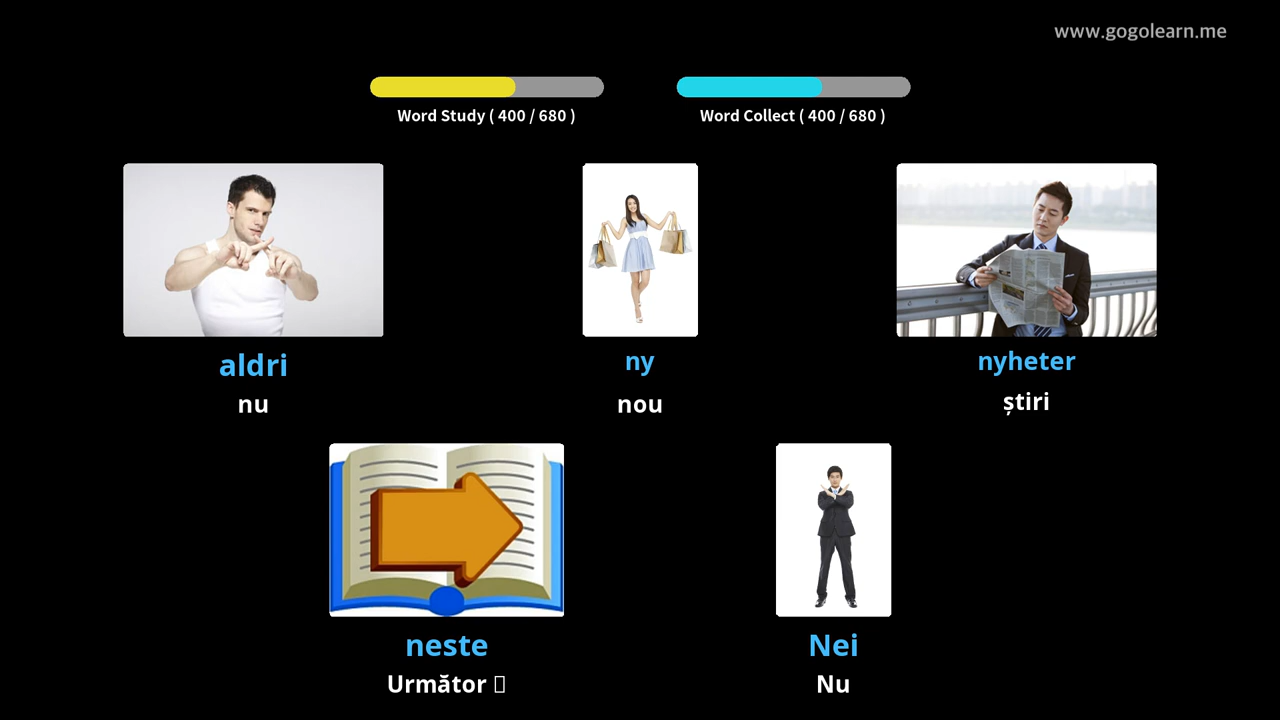 www.gogolearn.me
Word Study ( 400 / 680 )
Word Collect ( 400 / 680 )
aldri
nu
ny
nou
nyheter
știri
neste
Următor
Nei
Nu